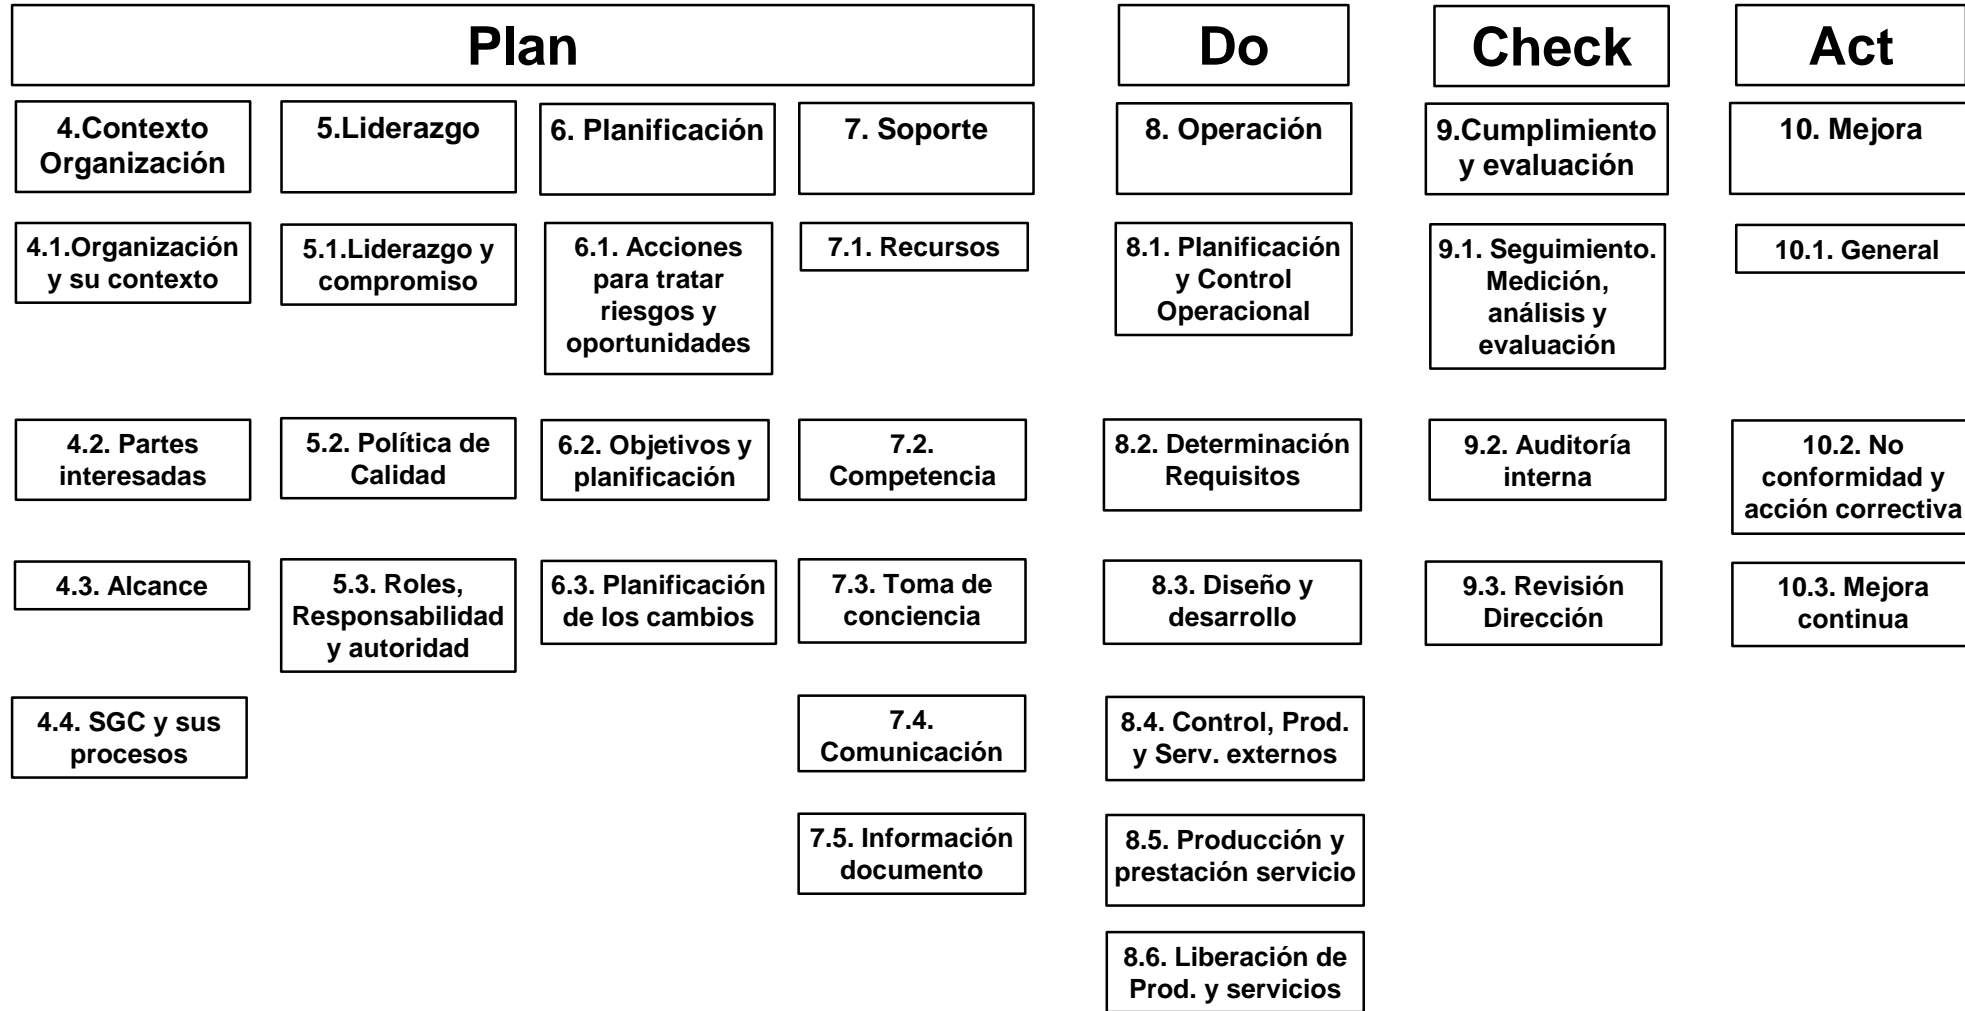 Plan
Do
Check
Act
4.Contexto
Organización
5.Liderazgo
6. Planificación
7. Soporte
8. Operación
9.Cumplimiento
y evaluación
10. Mejora
4.1.Organización
y su contexto
5.1.Liderazgo y
compromiso
6.1. Acciones
para tratar
riesgos y
oportunidades
7.1. Recursos
8.1. Planificación
y Control
Operacional
9.1. Seguimiento.
Medición,
análisis y
evaluación
10.1. General
4.2. Partes
interesadas
5.2. Política de
Calidad
6.2. Objetivos y
planificación
7.2.
Competencia
8.2. Determinación
Requisitos
9.2. Auditoría
interna
10.2. No
conformidad y
acción correctiva
4.3. Alcance
5.3. Roles,
Responsabilidad
y autoridad
6.3. Planificación
de los cambios
7.3. Toma de
conciencia
8.3. Diseño y
desarrollo
9.3. Revisión
Dirección
10.3. Mejora
continua
4.4. SGC y sus
procesos
7.4.
Comunicación
8.4. Control, Prod.
y Serv. externos
7.5. Información
documento
8.5. Producción y
prestación servicio
8.6. Liberación de
Prod. y servicios